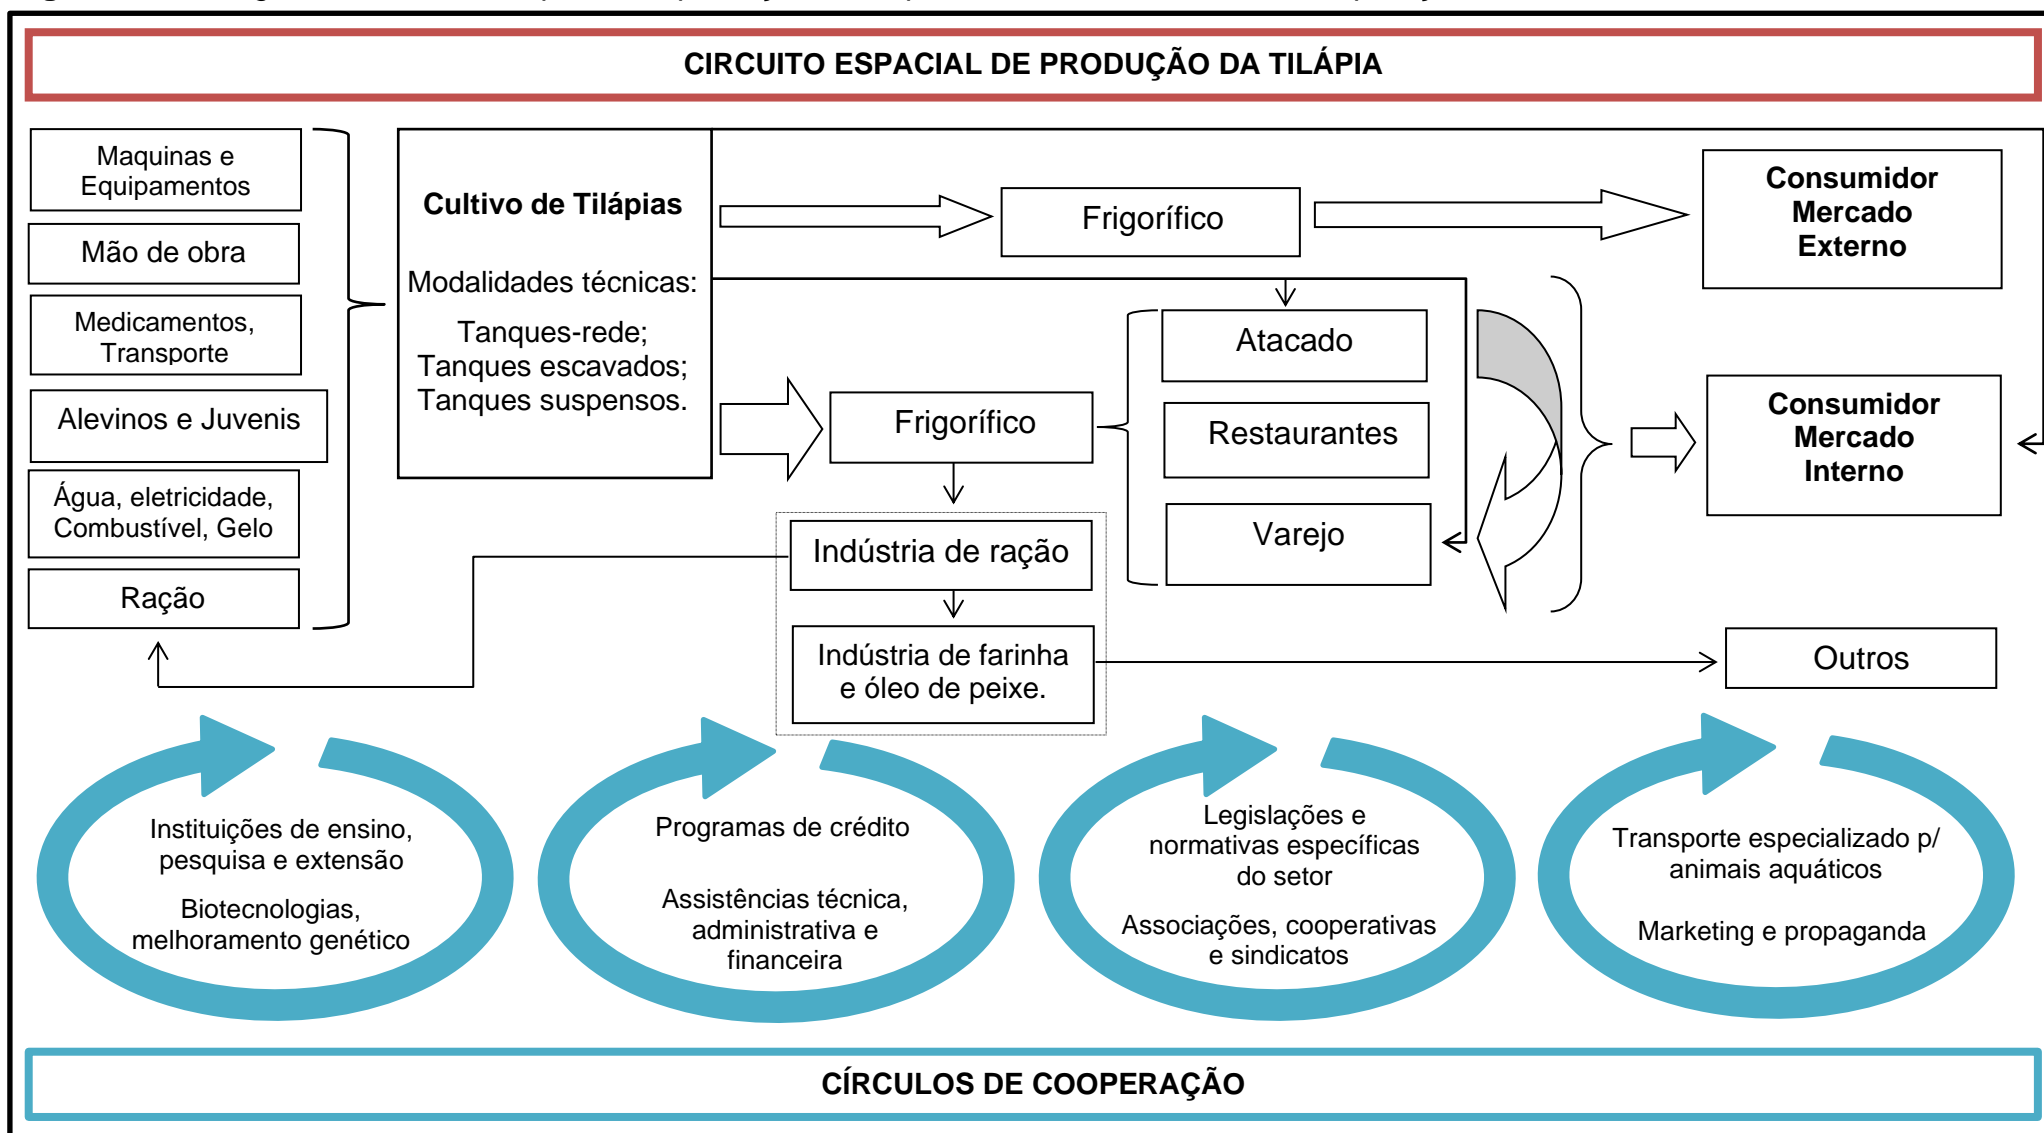 CIRCUITO ESPACIAL DE PRODUÇÃO DA TILÁPIA
Maquinas e
Equipamentos
Mão de obra
Medicamentos,
Transporte
Alevinos e Juvenis
Água, eletricidade,
Combustível, Gelo
Ração
Cultivo de Tilápias
Modalidades técnicas:
Tanques-rede;
Tanques escavados;
Tanques suspensos.
Frigorífico
Consumidor
Mercado
Externo
Frigorífico
Atacado
Restaurantes
Varejo
Consumidor
Mercado
Interno
Indústria de ração
Indústria de farinha
e óleo de peixe.
Outros
Instituições de ensino,
pesquisa e extensão
Biotecnologias,
melhoramento genético
Programas de crédito
Assistências técnica,
administrativa e
financeira
Legislações e
normativas específicas
do setor
Associações, cooperativas
e sindicatos
Transporte especializado p/
animais aquáticos
Marketing e propaganda
CÍRCULOS DE COOPERAÇÃO